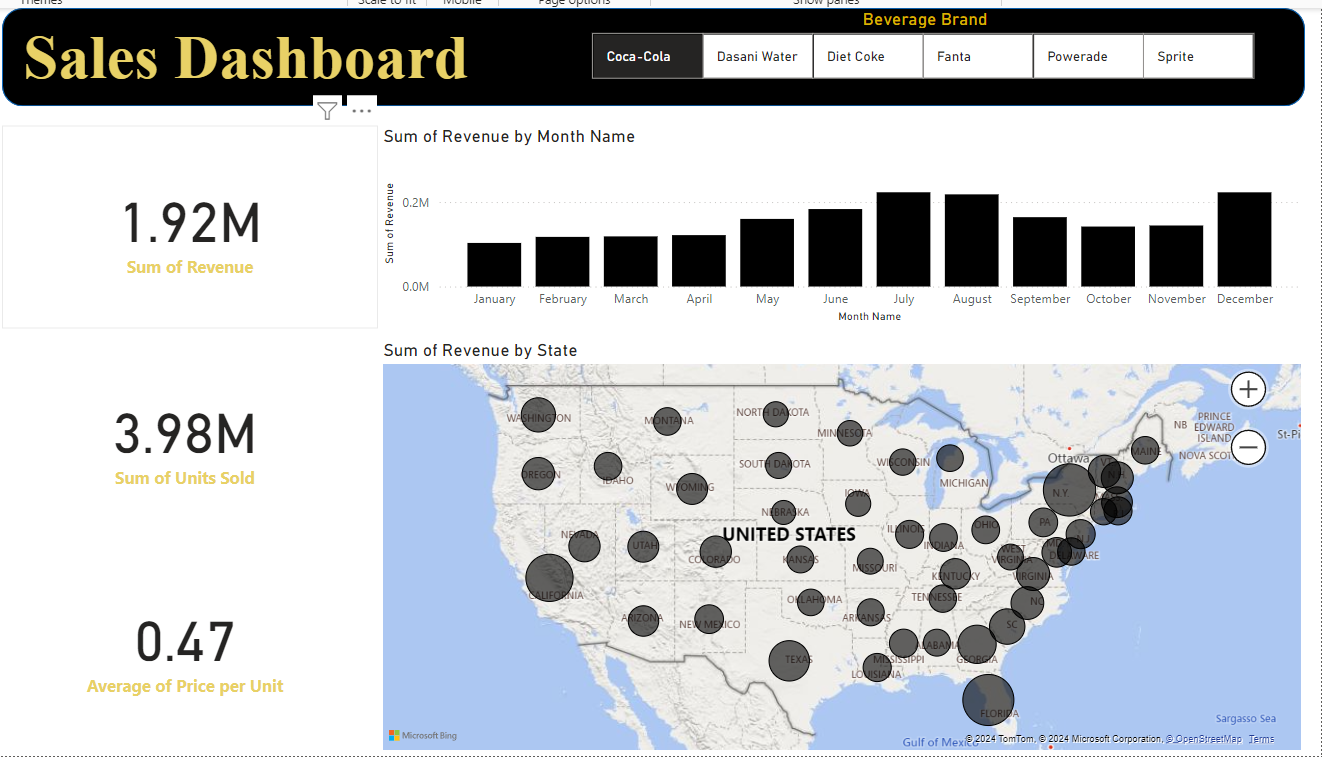 Themes Scale to fit Mobile Page options Show panes
Beverage Brand
Sales Dashboard
Coca-Cola Dasani Water Diet Coke Fanta Powerade Sprite
Sum of Revenue by Month Name
1.92M
Sum of Revenue
Sum of Revenue
0.2M
0.0M
January February March April May June July August September October November December
Month Name
Sum of Revenue by State
3.98M
Sum of Units Sold
0.47
Average of Price per Unit
WASHINGTON
MONTANA
NORTH DAKOTA
MINNESOTA
PRINCE
EDWARD
ISLAND
NB
St-Pi
Ottawa
MAINE
NOVA SCOT
OREGON
IDAHO
SOUTH DAKOTA
WISCONSIN
MICHIGAN
WYOMING
IOWA
N.Y.
NEBRASKA
NEVADA
UTAH
UNITED STATES
ILLINOIS
INDIANA
OHIO
PA
N.J.
COLORADO
KANSAS
MISSOURI
WEST
VIRGINIA
DELAWARE
CALIFORNIA
KENTUCKY
VIRGINIA
OKLAHOMA
TENNESSEE
NC
ARIZONA
NEW MEXICO
ARKANSAS
SC
TEXAS
MISSISSIPPI
ALABAMA
GEORGIA
LOUISIANA
FLORIDA
Sargasso Sea
Gulf of Mexico
Microsoft Bing
© 2024 TomTom, © 2024 Microsoft Corporation, © OpenStreetMap Terms